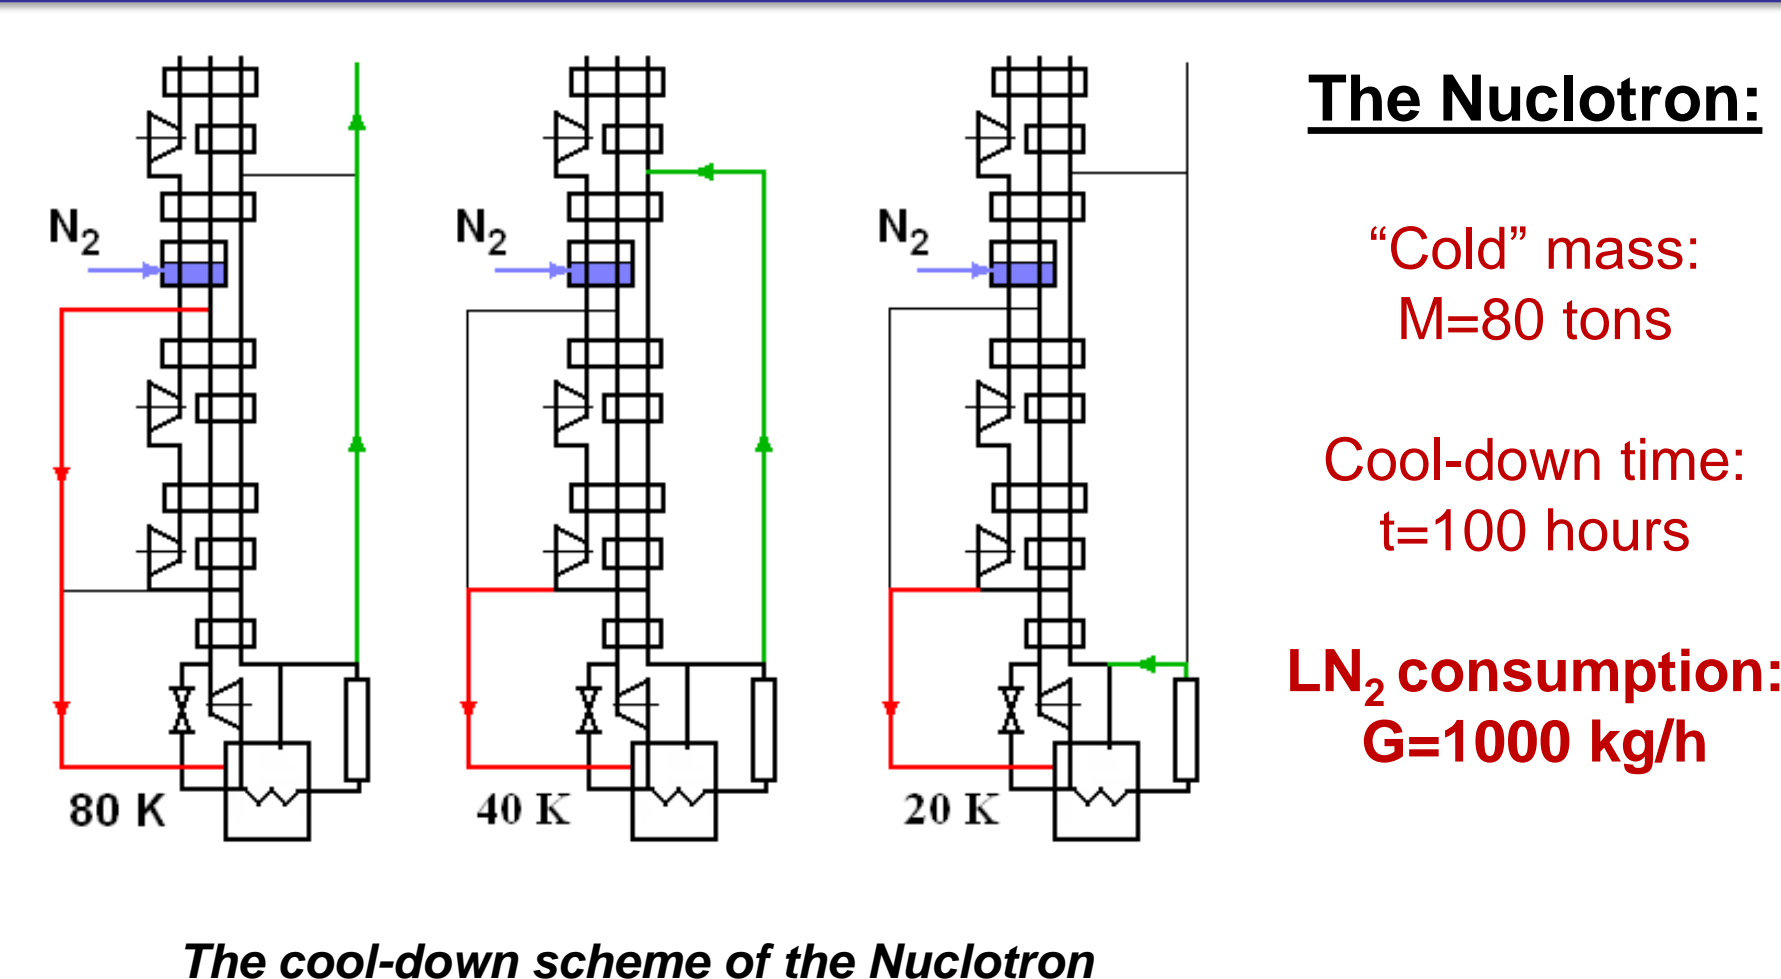 The Nuclotron:
N₂
N₂
N₂
“Cold” mass:
M=80 tons
Cool-down time:
t=100 hours
LN₂ consumption:
G=1000 kg/h
80 K
40 K
20 K
The cool-down scheme of the Nuclotron